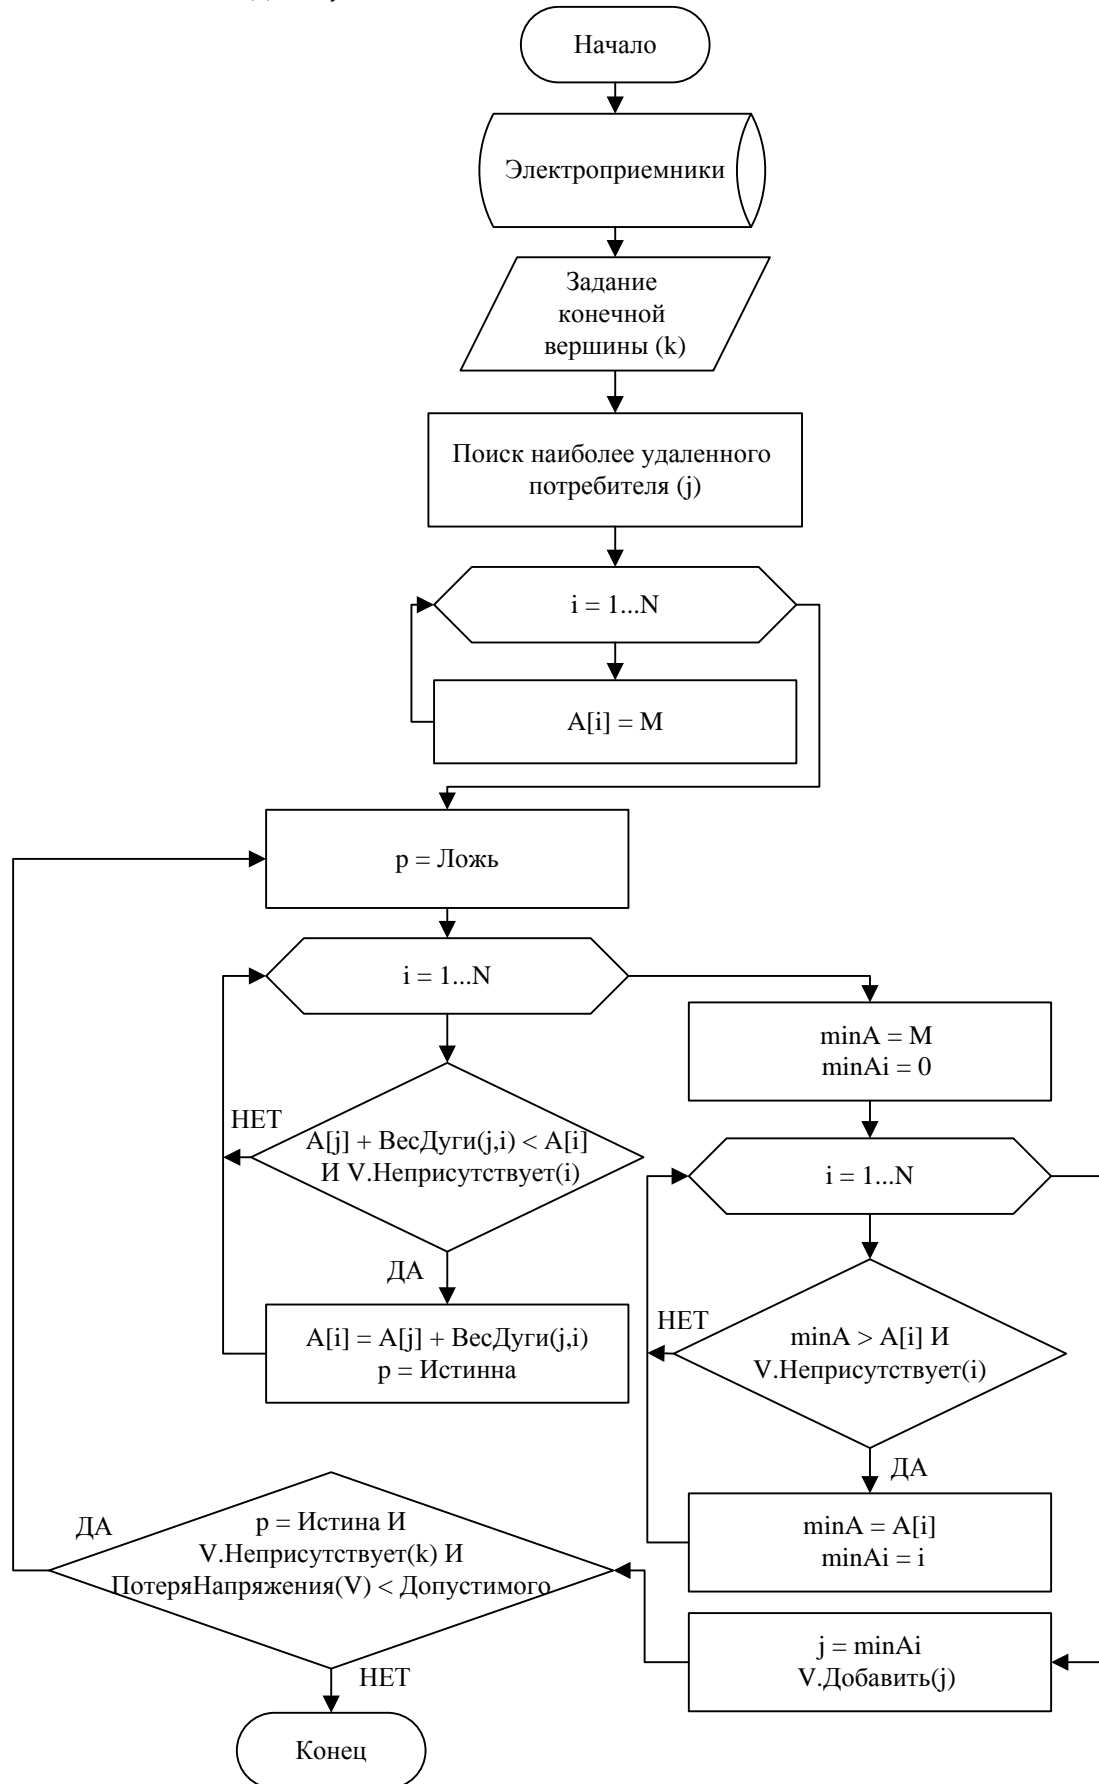 Начало
Электроприемники
Задание
конечной
вершины (k)
Поиск наиболее удаленного
потребителя (j)
i = 1...N
A[i] = M
p = Ложь
i = 1...N
minA = M
minAi = 0
НЕТ
A[j] + ВесДуги(j,i) < A[i]
И V.Неприсутствует(i)
i = 1...N
ДА
A[i] = A[j] + ВесДуги(j,i)
p = Истинна
НЕТ
minA > A[i] И
V.Неприсутствует(i)
ДА
minA = A[i]
minAi = i
ДА
p = Истина И
V.Неприсутствует(k) И
ПотеряНапряжения(V) < Допустимого
j = minAi
V.Добавить(j)
НЕТ
Конец